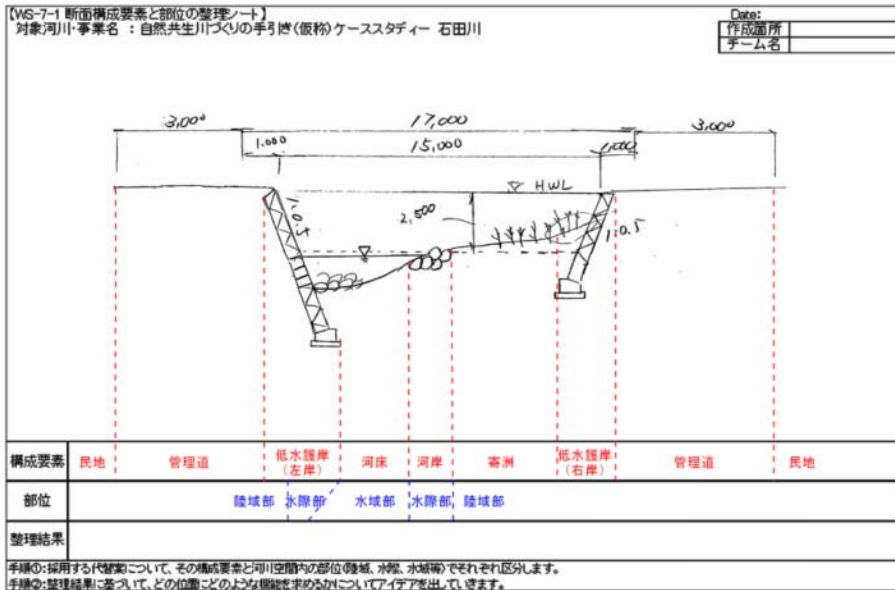 【WS-7-1 断面構成要素と部位の整理シート】
対象河川・事業名 : 自然共生川づくりの手引き(仮称)ケーススタディー 石田川
Date:
作成箇所
チーム名
3,000
17,000
3,000
1.000
15,000
1,000
HWL
1:0.5
2,500
1:0.5
構成要素
民地
管理道
低水護岸
(左岸)
河床
河岸
寄洲
低水護岸
(右岸)
管理道
民地
部位
陸域部
水際部
水域部
水際部
陸域部
整理結果
手順①:採用する代替案について、その構成要素と河川空間内の部位(陸域、水際、水域等)でそれぞれ区分します。
手順②:整理結果に基づいて、どの位置にどのような機能を求めるかについてアイデアを出していきます。